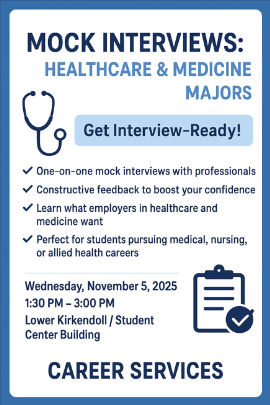 MOCK INTERVIEWS:
HEALTHCARE & MEDICINE
MAJORS
Get Interview-Ready!
One-on-one mock interviews with professionals
Constructive feedback to boost your confidence
Learn what employers in healthcare and
medicine want
Perfect for students pursuing medical, nursing,
or allied health careers
Wednesday, November 5, 2025
1:30 PM – 3:00 PM
Lower Kirkendoll / Student
Center Building
CAREER SERVICES